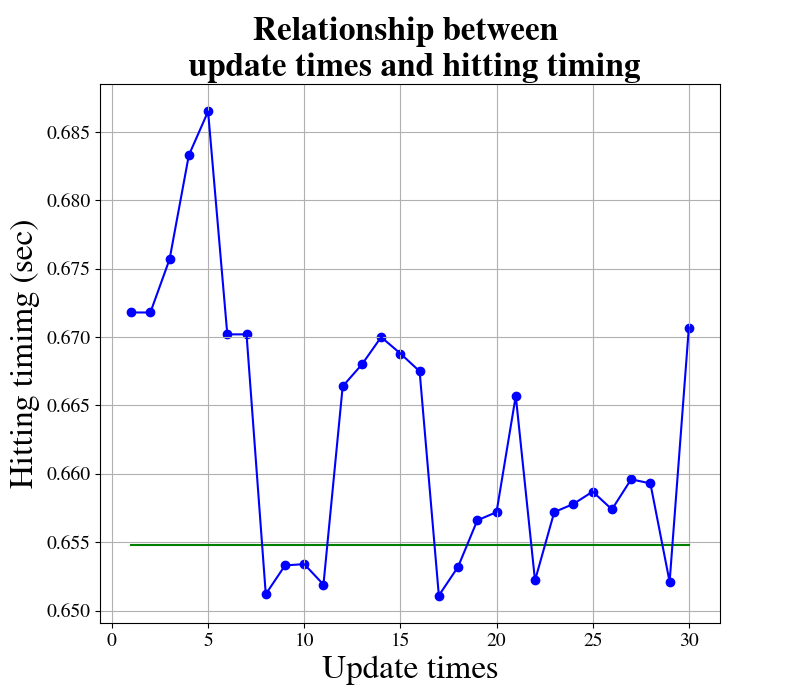 Relationship between
update times and hitting timing
Hitting timimg (sec)
0.685
0.680
0.675
0.670
0.665
0.660
0.655
0.650
0 5 10 15 20 25 30
Update times